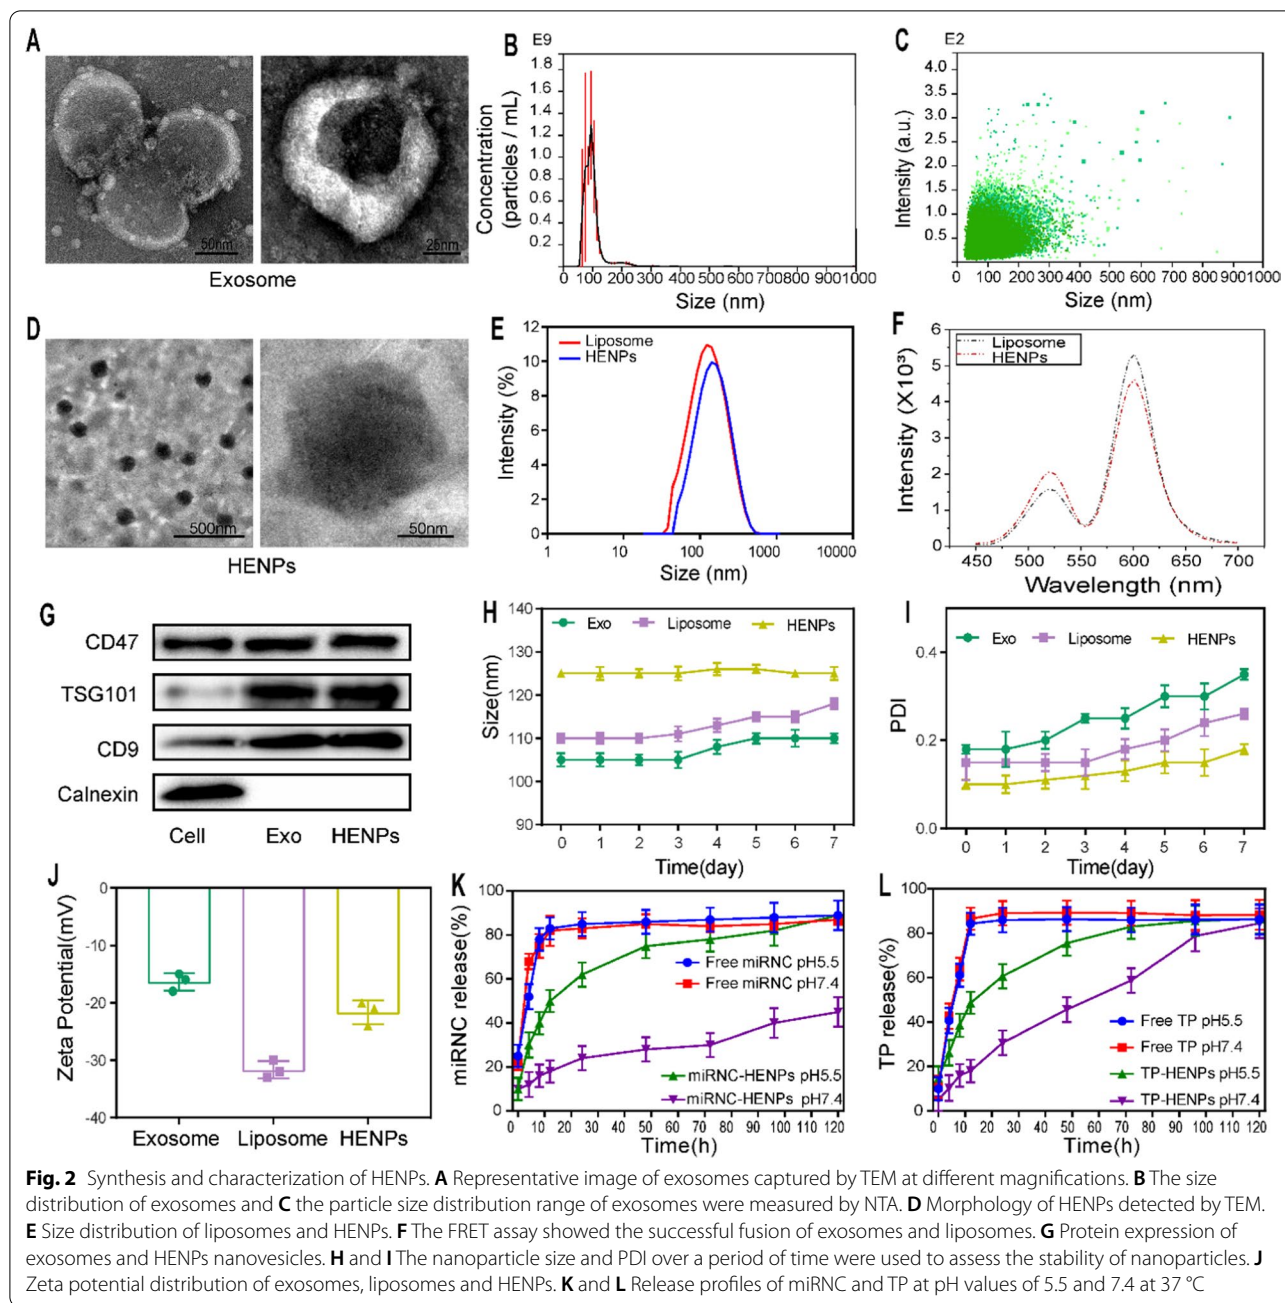 A
50nm
25nm
Exosome
B
E9
Concentration
(particles / mL)
1.8
1.6
1.4
1.2
1.0
0.8
0.6
0.4
0.2
0 100 200 300 400 500 600 700 800 900 1000
Size (nm)
C
E2
Intensity (a.u.)
4.0
3.5
3.0
2.5
2.0
1.5
1.0
0.5
0 100 200 300 400 500 600 700 800 900 1000
Size (nm)
D
500nm
50nm
HENPs
E
Liposome
HENPs
Intensity (%)
12
10
8
6
4
2
0
1 10 100 1000 10000
Size (nm)
F
Liposome
HENPs
Intensity (X10³)
6
5
4
3
2
1
0
450 500 550 600 650 700
Wavelength (nm)
G
CD47
TSG101
CD9
Calnexin
Cell Exo HENPs
H
Exo Liposome HENPs
Size(nm)
140
130
120
110
100
90
0 1 2 3 4 5 6 7
Time(day)
I
Exo Liposome HENPs
PDI
0.4
0.2
0.0
0 1 2 3 4 5 6 7
Time(day)
J
Zeta Potential(mV)
0
-10
-20
-30
-40
Exosome Liposome HENPs
K
miRNC release(%)
100
80
60
40
20
0
Free miRNC pH5.5
Free miRNC pH7.4
miRNC-HENPs pH5.5
miRNC-HENPs pH7.4
0 10 20 30 40 50 60 70 80 90 100 110 120
Time(h)
L
TP release(%)
100
80
60
40
20
0
Free TP pH5.5
Free TP pH7.4
TP-HENPs pH5.5
TP-HENPs pH7.4
0 10 20 30 40 50 60 70 80 90 100 110 120
Time(h)
Fig. 2 Synthesis and characterization of HENPs. A Representative image of exosomes captured by TEM at different magnifications. B The size
distribution of exosomes and C the particle size distribution range of exosomes were measured by NTA. D Morphology of HENPs detected by TEM.
E Size distribution of liposomes and HENPs. F The FRET assay showed the successful fusion of exosomes and liposomes. G Protein expression of
exosomes and HENPs nanovesicles. H and I The nanoparticle size and PDI over a period of time were used to assess the stability of nanoparticles. J
Zeta potential distribution of exosomes, liposomes and HENPs. K and L Release profiles of miRNC and TP at pH values of 5.5 and 7.4 at 37 °C